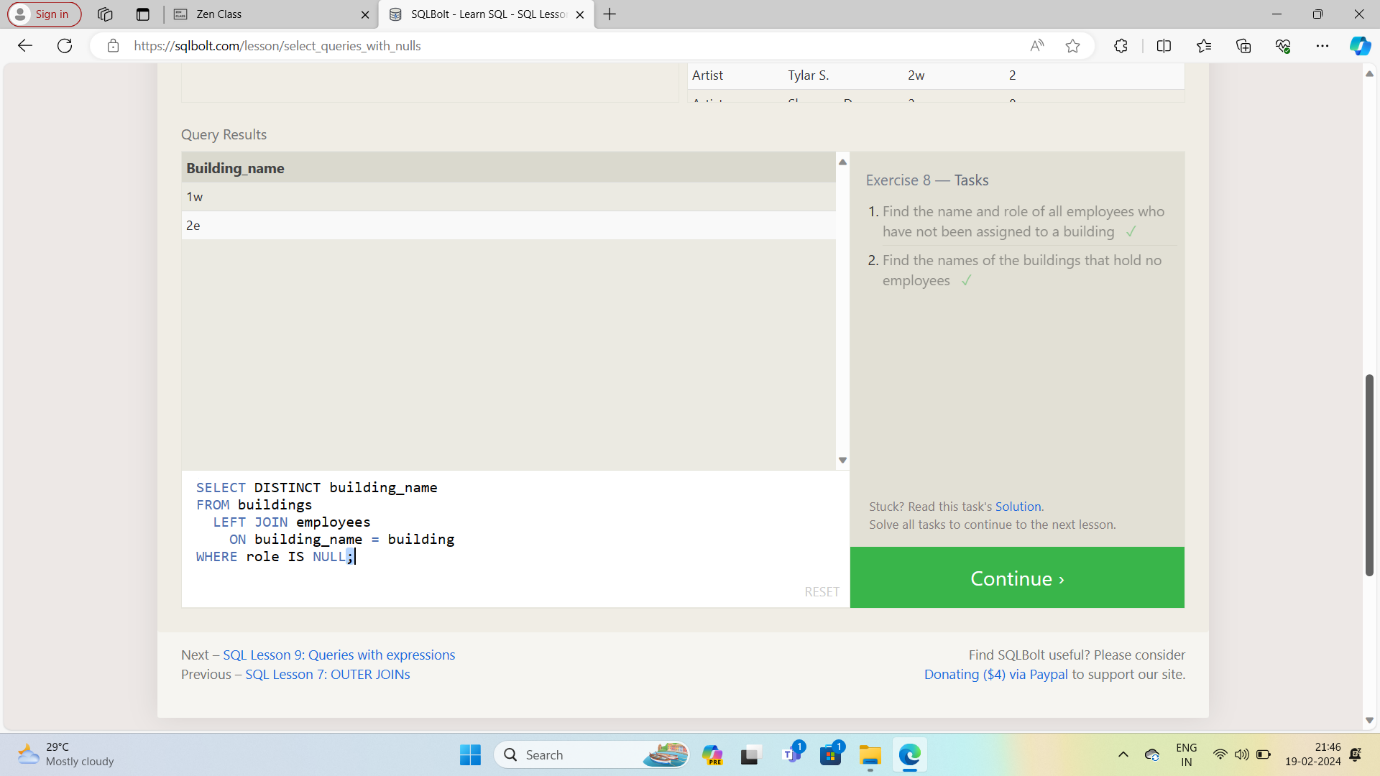 Sign in
Zen Class
SQLBolt - Learn SQL - SQL Lesso
https://sqlbolt.com/lesson/select_queries_with_nulls
Artist Tylar S. 2w 2
Query Results
Building_name
1w
2e
Exercise 8 — Tasks
1. Find the name and role of all employees who
have not been assigned to a building ✓
2. Find the names of the buildings that hold no
employees ✓
SELECT DISTINCT building_name
FROM buildings
LEFT JOIN employees
ON building_name = building
WHERE role IS NULL;
RESET
Stuck? Read this task's Solution.
Solve all tasks to continue to the next lesson.
Continue ›
Next – SQL Lesson 9: Queries with expressions
Previous – SQL Lesson 7: OUTER JOINs
Find SQLBolt useful? Please consider
Donating ($4) via Paypal to support our site.
29°C
Mostly cloudy
Search
PRE
1
1
ENG
IN
21:46
19-02-2024